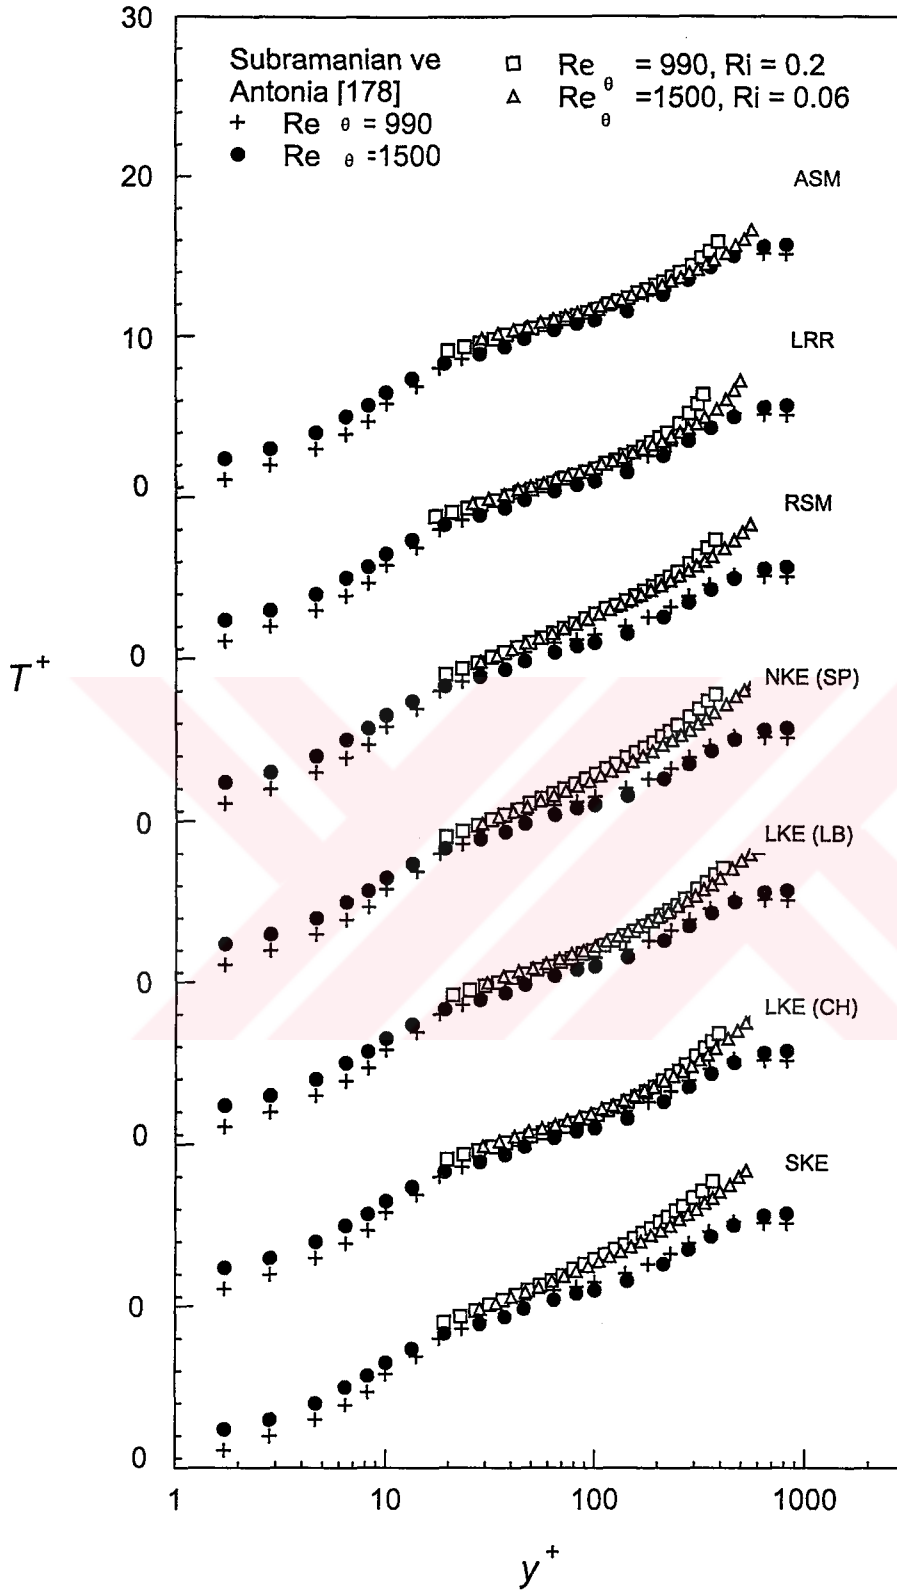 30
Subramanian ve
Antonia [178]
+ Re θ = 990
● Re θ =1500
□ Re θ = 990, Ri = 0.2
△ Re θ =1500, Ri = 0.06
20
ASM
10
LRR
0
RSM
0
T+
NKE (SP)
0
LKE (LB)
0
LKE (CH)
0
SKE
0
0
1 10 100 1000
y+